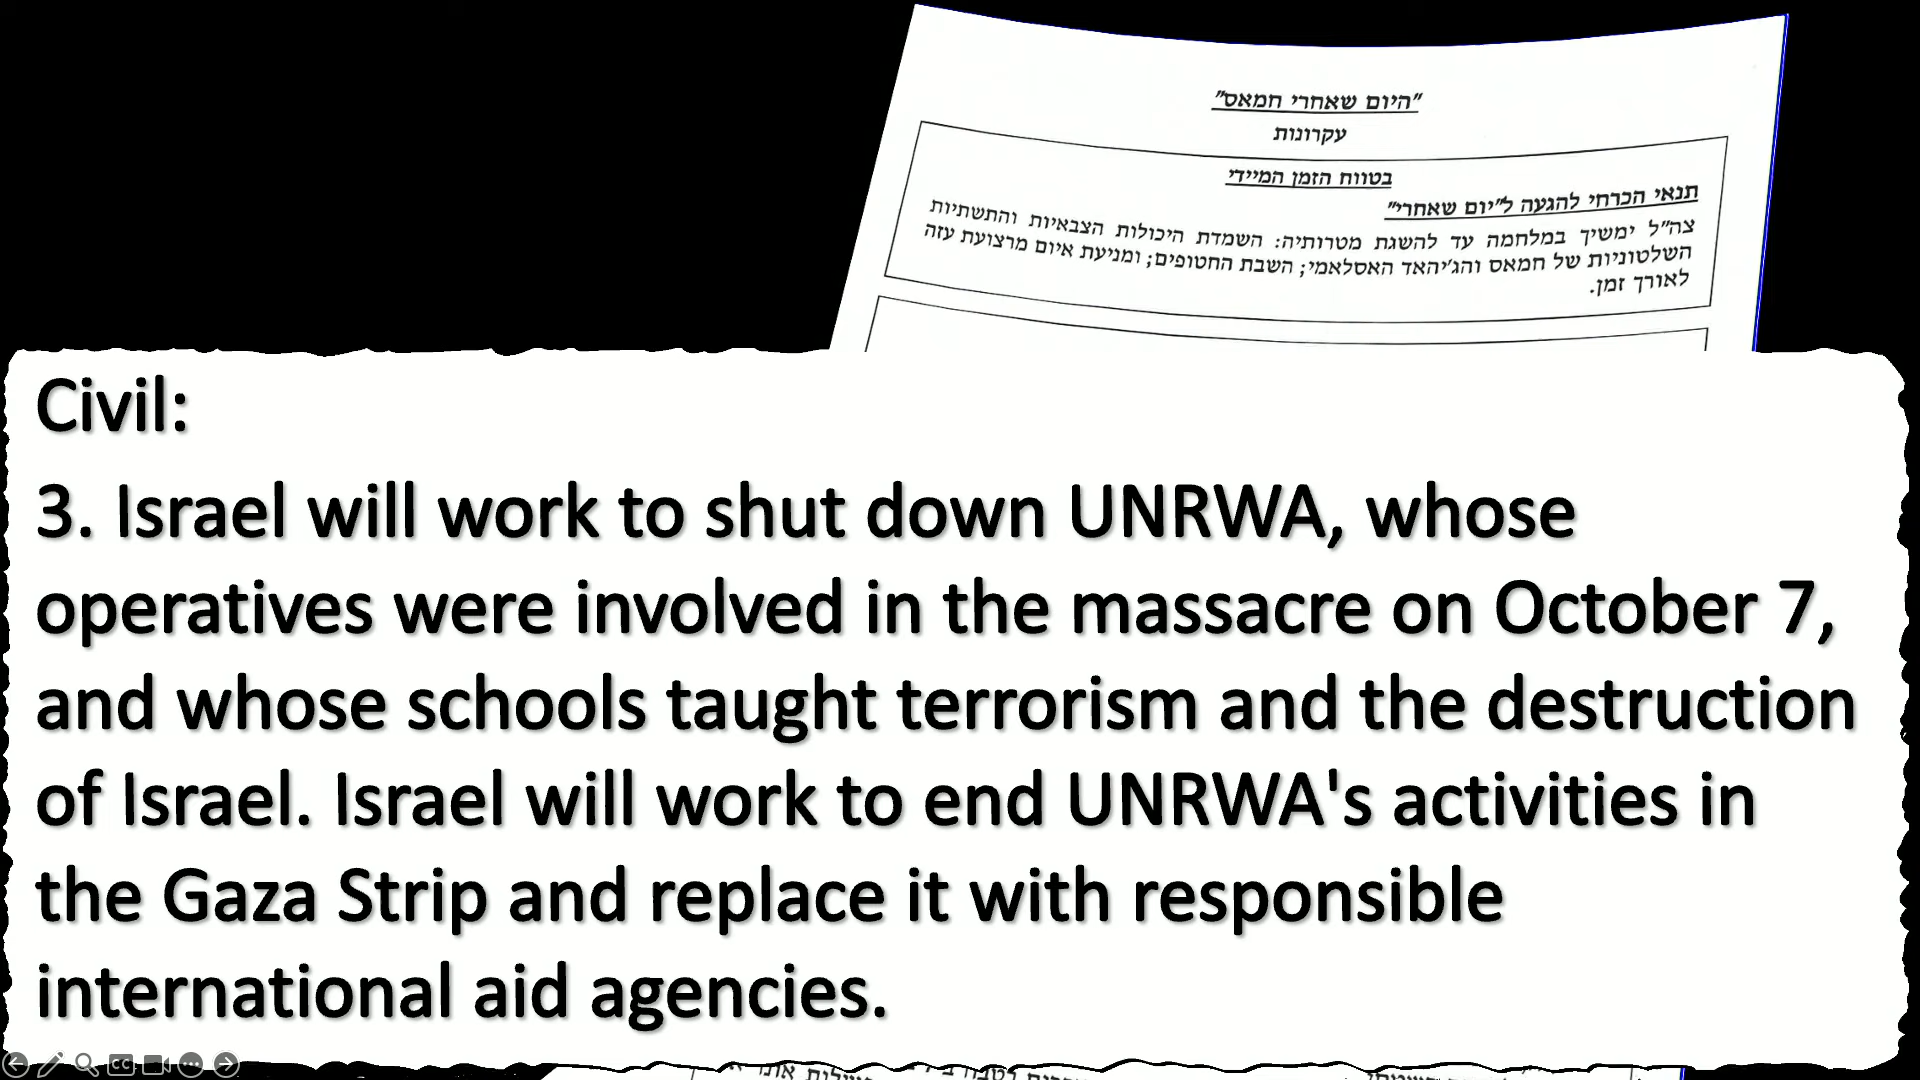 "היום שאחרי חמאס"
עקרונות
בטווח הזמן המיידי
תנאי הכרחי להגעה ל"יום שאחרי"
צה"ל ימשיך במלחמה עד להשגת מטרותיה: השמדת היכולות הצבאיות והתשתיות
השלטוניות של חמאס והג'יהאד האסלאמי; השבת החטופים; ומניעת איום מרצועת עזה
לאורך זמן.
Civil:
3. Israel will work to shut down UNRWA, whose
operatives were involved in the massacre on October 7,
and whose schools taught terrorism and the destruction
of Israel. Israel will work to end UNRWA's activities in
the Gaza Strip and replace it with responsible
international aid agencies.
CC